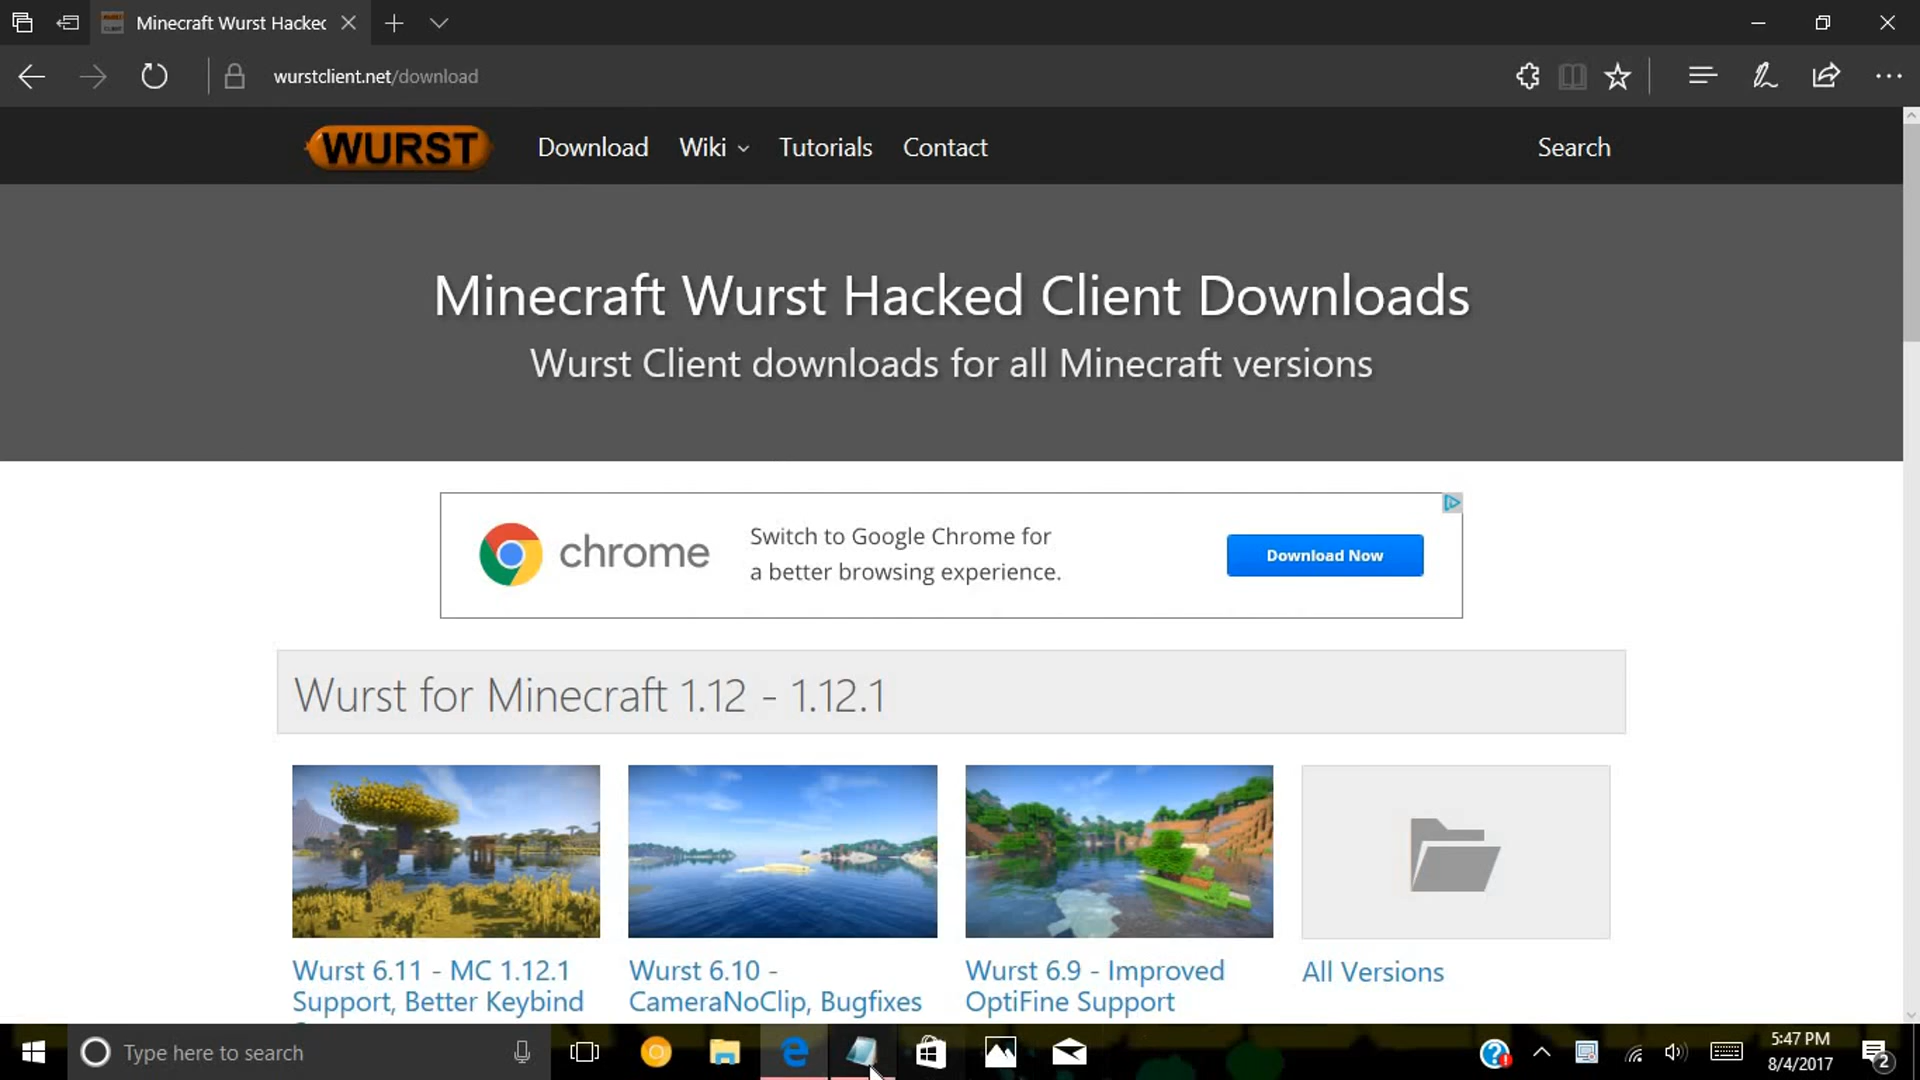 Minecraft Wurst Hacked
wurstclient.net/download
WURST
Download
Wiki
Tutorials
Contact
Search
Minecraft Wurst Hacked Client Downloads
Wurst Client downloads for all Minecraft versions
chrome
Switch to Google Chrome for
a better browsing experience.
Download Now
Wurst for Minecraft 1.12 - 1.12.1
Wurst 6.11 - MC 1.12.1
Support, Better Keybind
Wurst 6.10 -
CameraNoClip, Bugfixes
Wurst 6.9 - Improved
OptiFine Support
All Versions
Type here to search
5:47 PM
8/4/2017
2